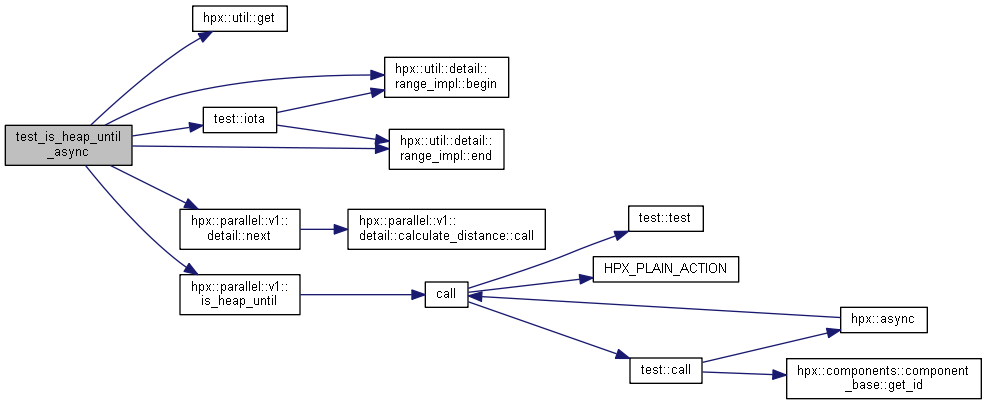 hpx::util::get
hpx::util::detail::
range_impl::begin
test::iota
test_is_heap_until
_async
hpx::util::detail::
range_impl::end
hpx::parallel::v1::
detail::next
hpx::parallel::v1::
detail::calculate_distance::call
test::test
HPX_PLAIN_ACTION
hpx::parallel::v1::
is_heap_until
call
hpx::async
test::call
hpx::components::component
_base::get_id